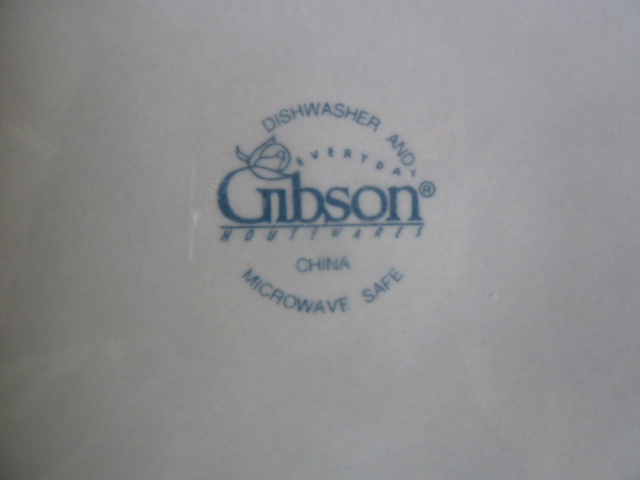 DISHWASHER AND
EVERYDAY
Gibson®
HOUSEWARES
CHINA
MICROWAVE SAFE